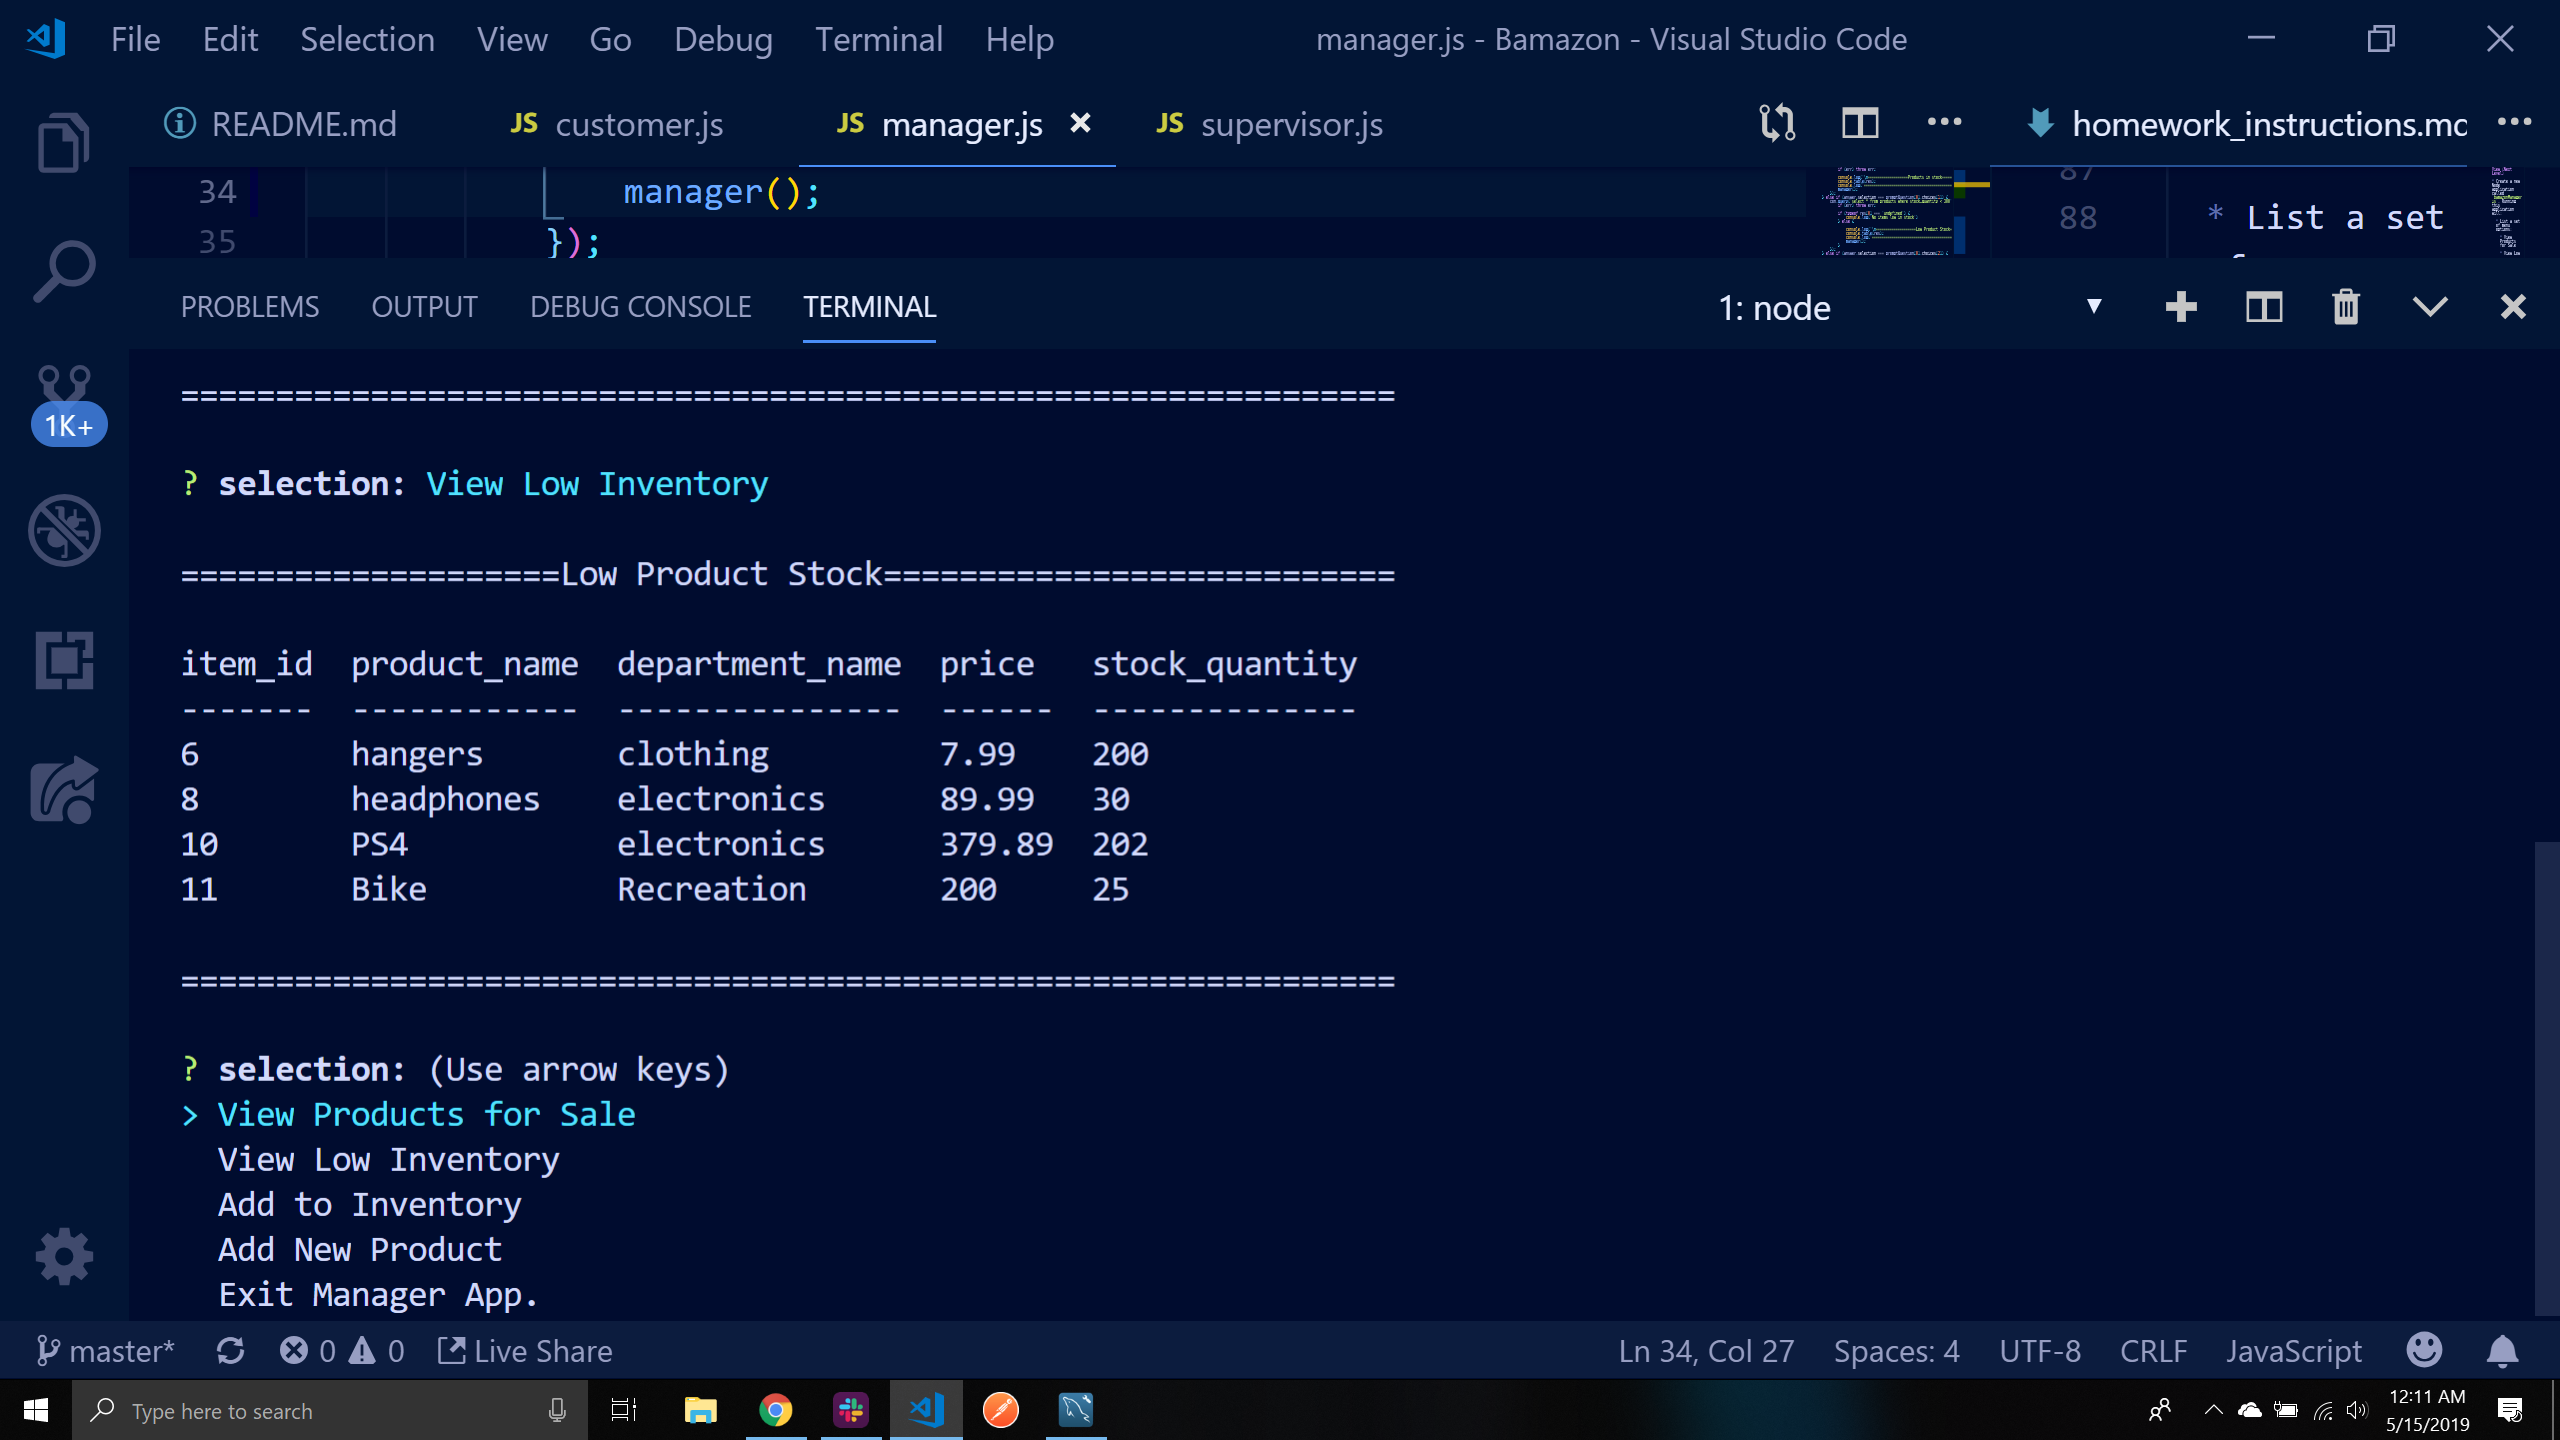 File Edit Selection View Go Debug Terminal Help manager.js - Bamazon - Visual Studio Code
README.md JS customer.js JS manager.js JS supervisor.js homework_instructions.md
34 manager();
35 });
87
88 * List a set
PROBLEMS OUTPUT DEBUG CONSOLE TERMINAL 1: node
1K+
================================================================
? selection: View Low Inventory
====================Low Product Stock===========================
item_id product_name department_name price stock_quantity
------- ------------ --------------- ------ --------------
6 hangers clothing 7.99 200
8 headphones electronics 89.99 30
10 PS4 electronics 379.89 202
11 Bike Recreation 200 25
================================================================
? selection: (Use arrow keys)
> View Products for Sale
View Low Inventory
Add to Inventory
Add New Product
Exit Manager App.
master* 0 0 Live Share Ln 34, Col 27 Spaces: 4 UTF-8 CRLF JavaScript
Type here to search
12:11 AM
5/15/2019